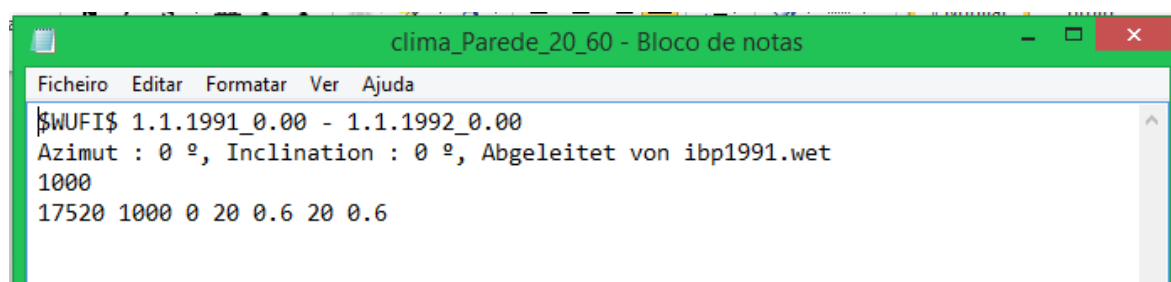 clima_Parede_20_60 - Bloco de notas
Ficheiro Editar Formatar Ver Ajuda
$WUFI$ 1.1.1991_0.00 - 1.1.1992_0.00
Azimut : 0 º, Inclination : 0 º, Abgeleitet von ibp1991.wet
1000
17520 1000 0 20 0.6 20 0.6